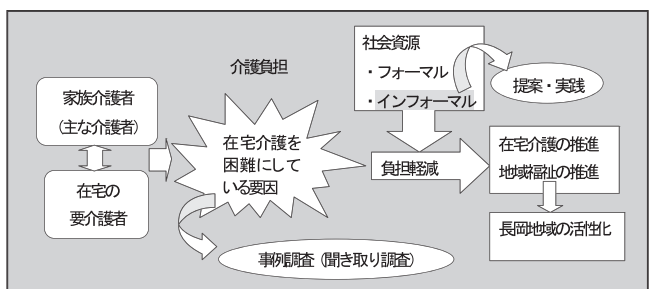 介護負担
社会資源
・フォーマル
・インフォーマル
提案・実践
家族介護者
（主な介護者）
在宅の
要介護者
在宅介護を
困難にして
いる要因
負担軽減
在宅介護の推進
地域福祉の推進
長岡地域の活性化
事例調査（聞き取り調査）